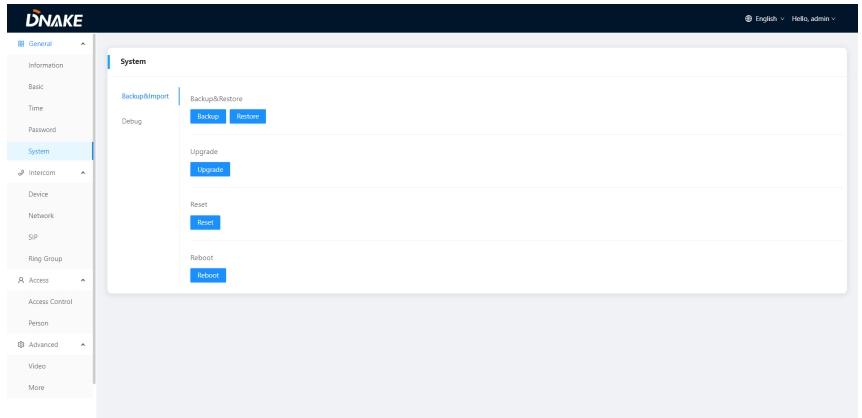 DNAKE
English
Hello, admin
General
Information
Basic
Time
Password
System
Intercom
Device
Network
SIP
Ring Group
Access
Access Control
Person
Advanced
Video
More
System
Backup&Import
Debug
Backup&Restore
Backup
Restore
Upgrade
Upgrade
Reset
Reset
Reboot
Reboot